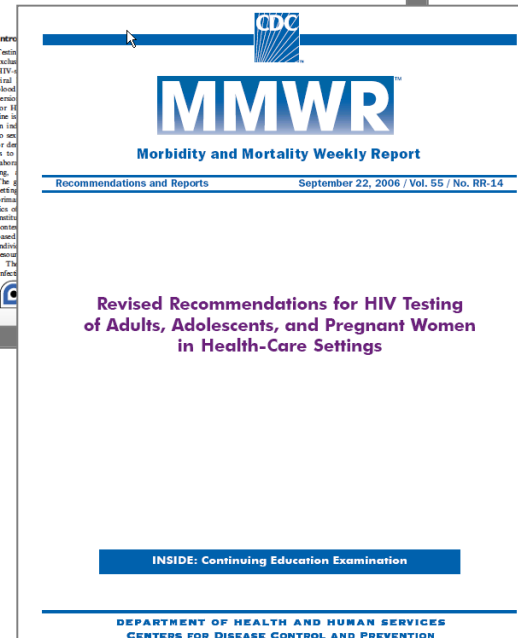 CDC
MMWR™
Morbidity and Mortality Weekly Report
Recommendations and Reports September 22, 2006 / Vol. 55 / No. RR-14
Revised Recommendations for HIV Testing
of Adults, Adolescents, and Pregnant Women
in Health-Care Settings
INSIDE: Continuing Education Examination
DEPARTMENT OF HEALTH AND HUMAN SERVICES
CENTERS FOR DISEASE CONTROL AND PREVENTION